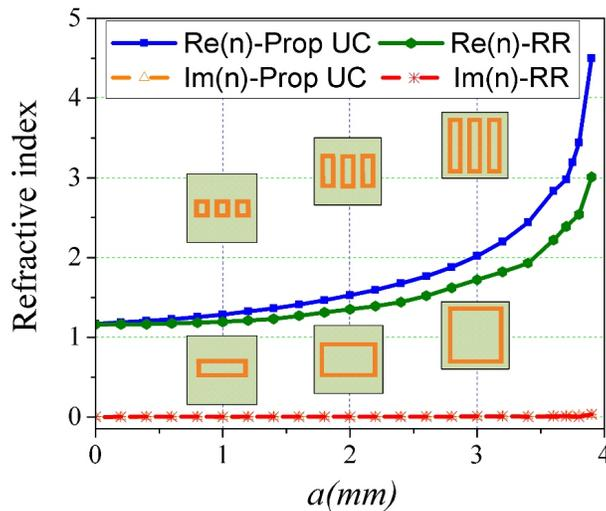 5
Re(n)-Prop UC Re(n)-RR
Im(n)-Prop UC Im(n)-RR
4
3
2
1
0
Refractive index
0 1 2 3 4
a(mm)